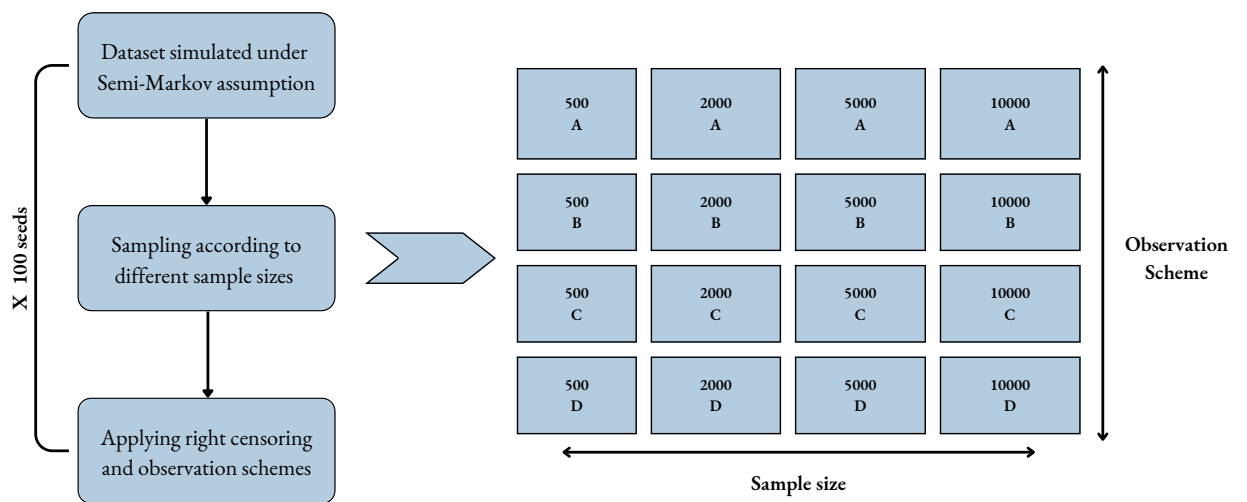 Dataset simulated under
Semi-Markov assumption
Sampling according to
different sample sizes
Applying right censoring
and observation schemes
X 100 seeds
500
A
2000
A
5000
A
10000
A
500
B
2000
B
5000
B
10000
B
500
C
2000
C
5000
C
10000
C
500
D
2000
D
5000
D
10000
D
Observation
Scheme
Sample size